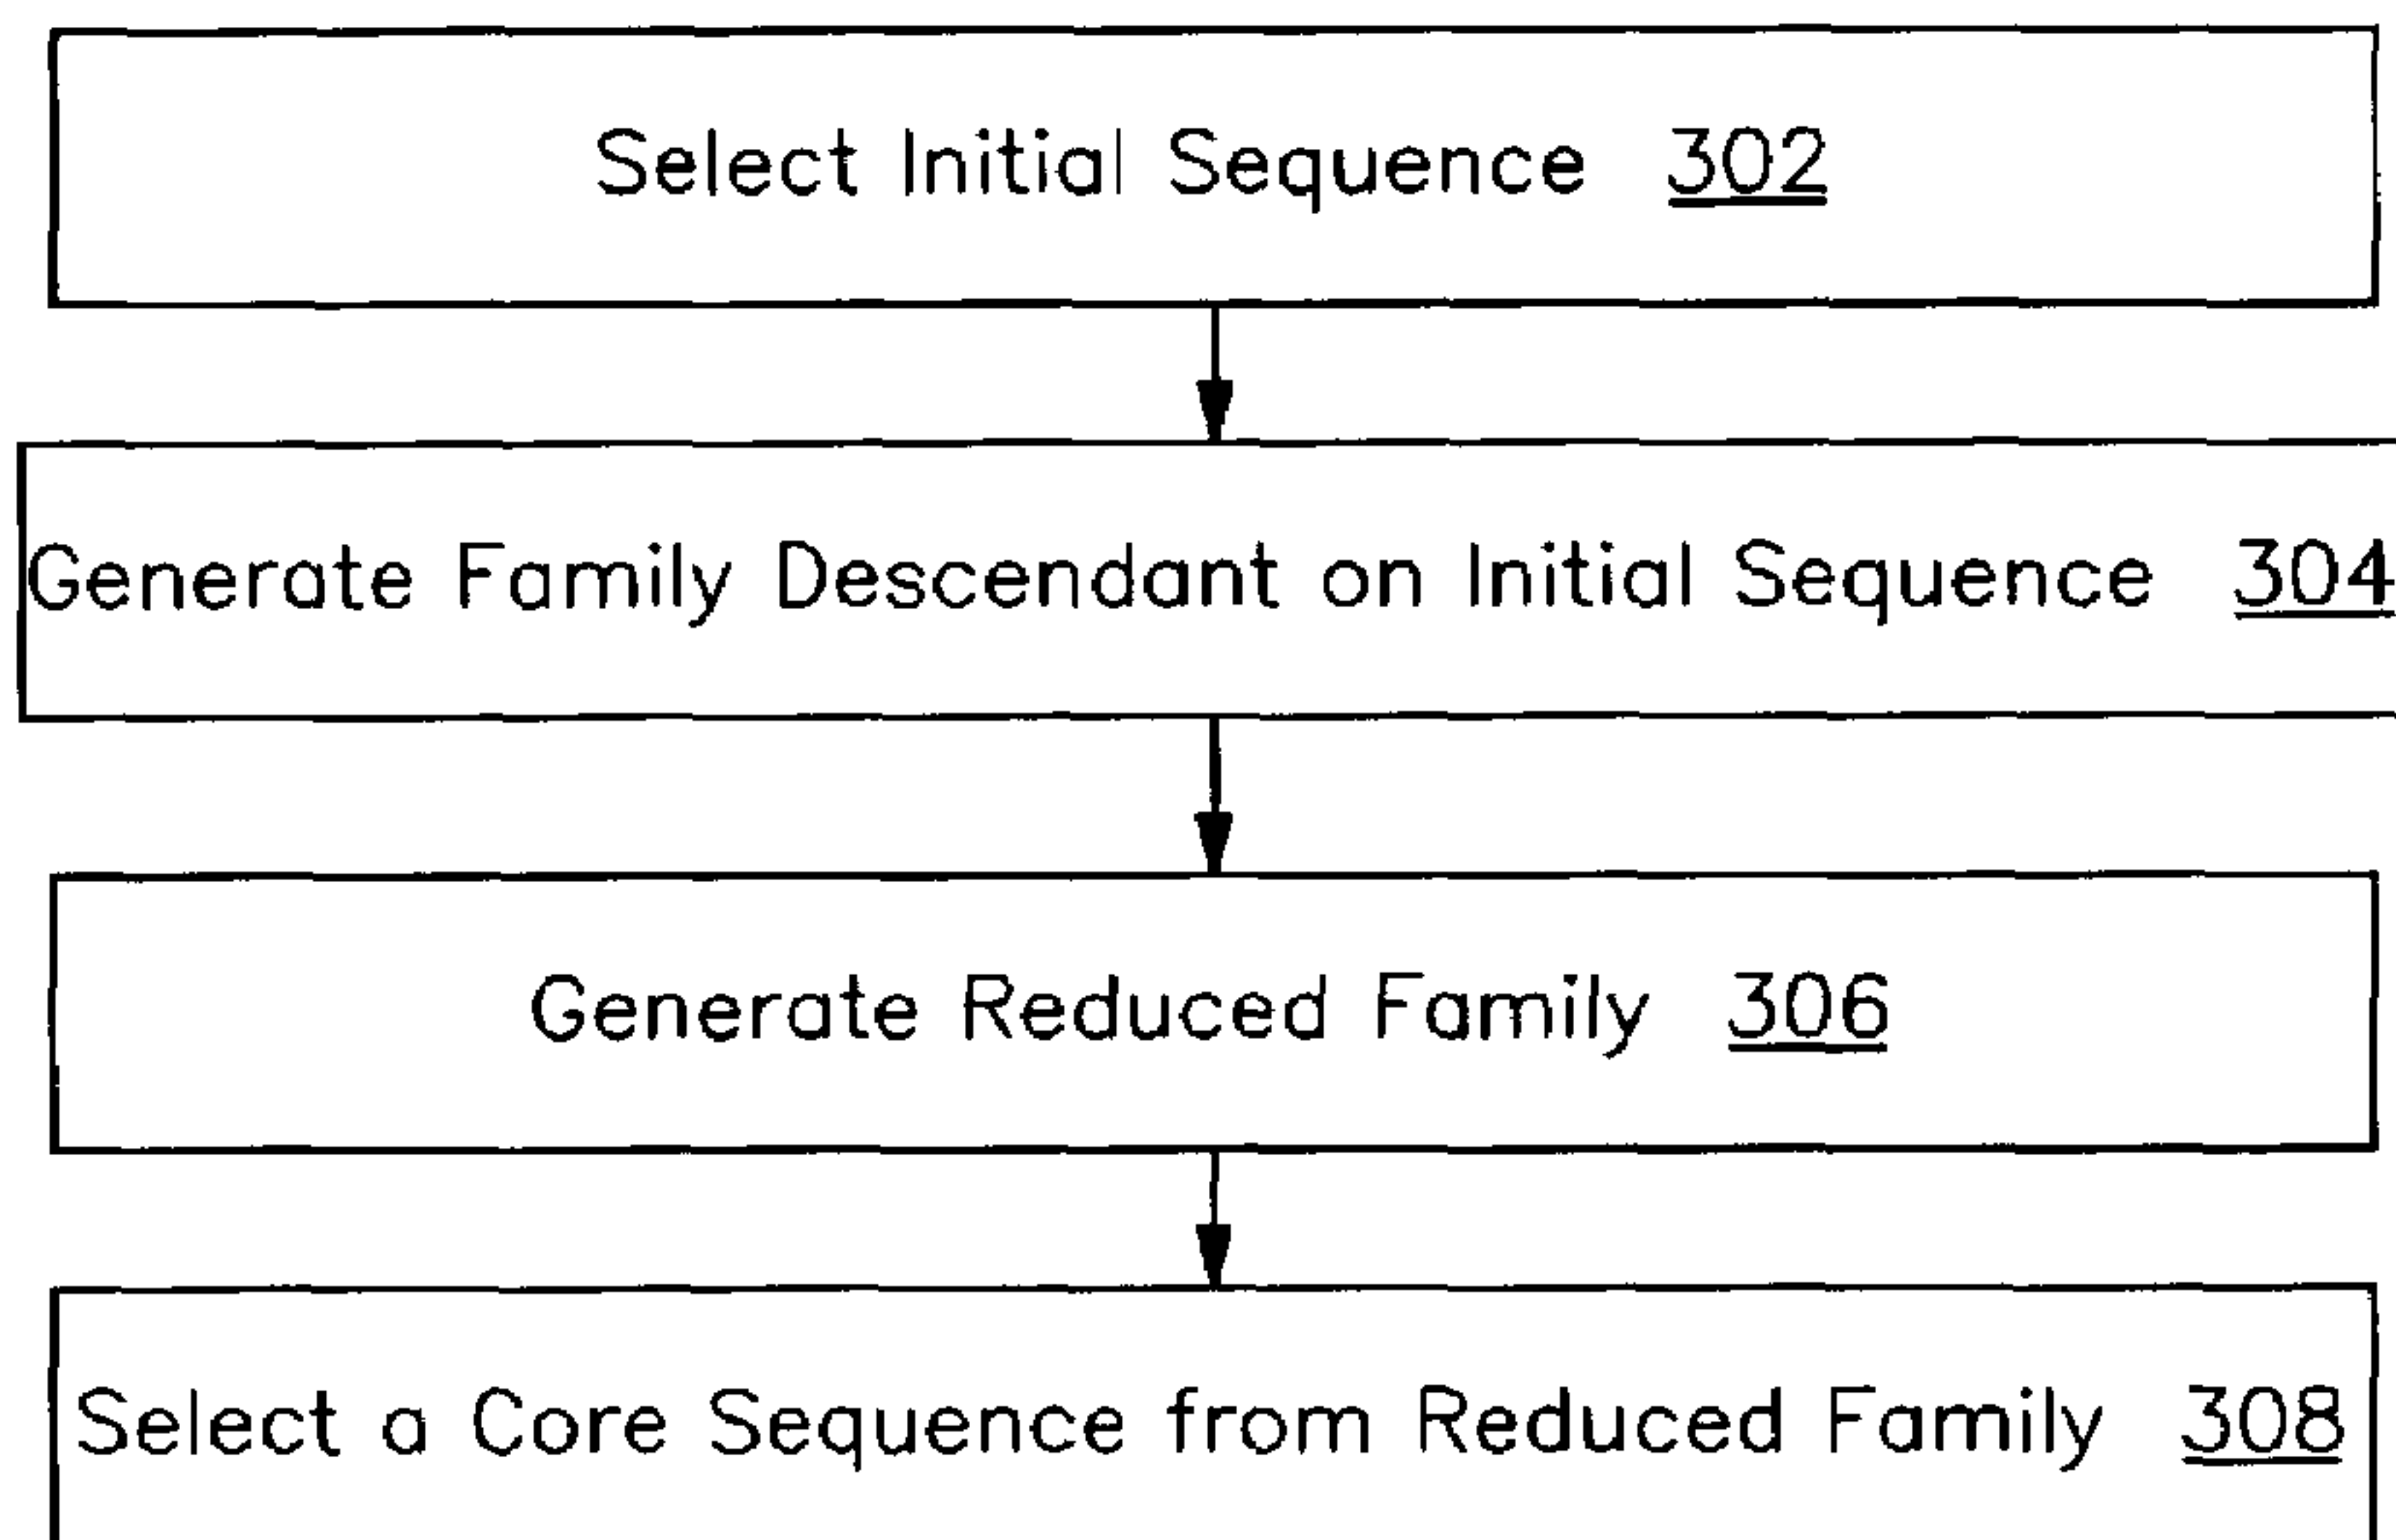 Select Initial Sequence 302
Generate Family Descendant on Initial Sequence 304
Generate Reduced Family 306
Select a Core Sequence from Reduced Family 308